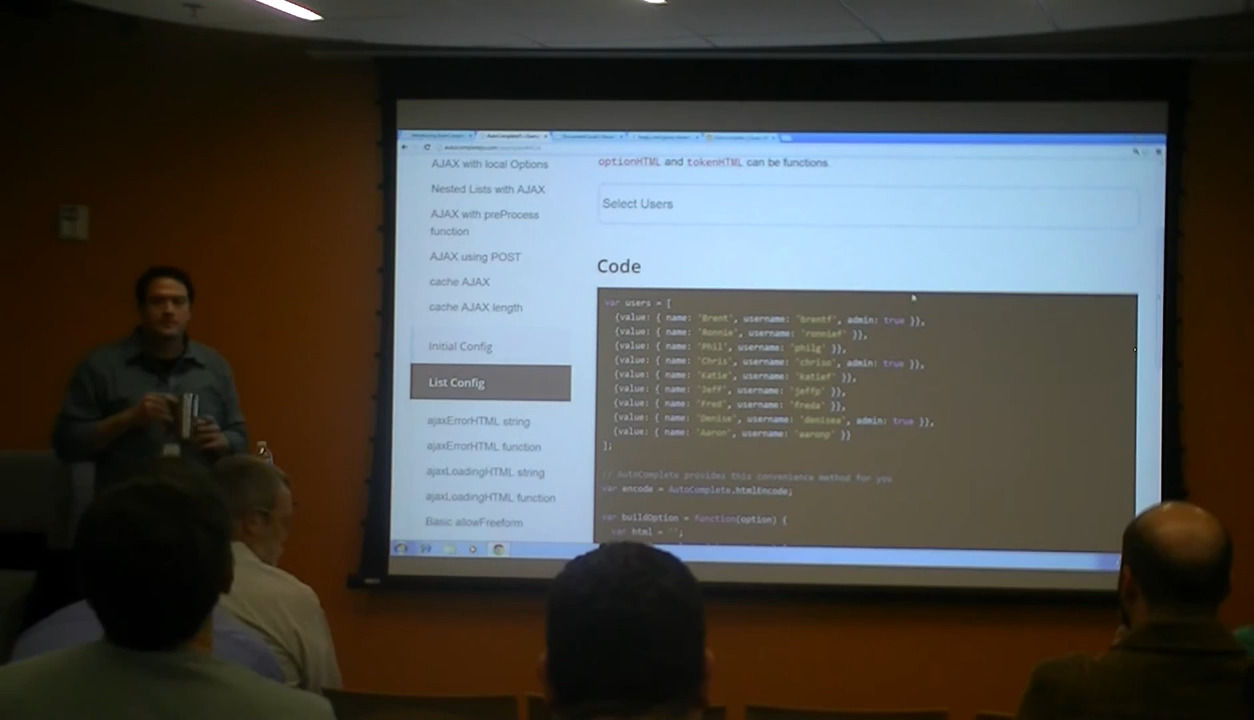 AJAX with local Options
Nested Lists with AJAX
AJAX with preProcess
function
AJAX using POST
cache AJAX
cache AJAX length
Initial Config
List Config
ajaxErrorHTML string
ajaxErrorHTML function
ajaxLoadingHTML string
ajaxLoadingHTML function
Basic allowFreeform
optionHTML and tokenHTML can be functions.
Select Users
Code
var users = [
{value: { name: 'Brent', username: 'brentf', admin: true }},
{value: { name: 'Ronnie', username: 'ronnief' }},
{value: { name: 'Phil', username: 'philg' }},
{value: { name: 'Chris', username: 'chriso', admin: true }},
{value: { name: 'Katie', username: 'katief' }},
{value: { name: 'Jeff', username: 'jeffp' }},
{value: { name: 'Fred', username: 'freda' }},
{value: { name: 'Denise', username: 'denisea', admin: true }},
{value: { name: 'Aaron', username: 'aaronp' }}
];
// AutoComplete provides this convenience method for you
var encode = AutoComplete.htmlEncode;
var buildOption = function(option) {
var html = '';